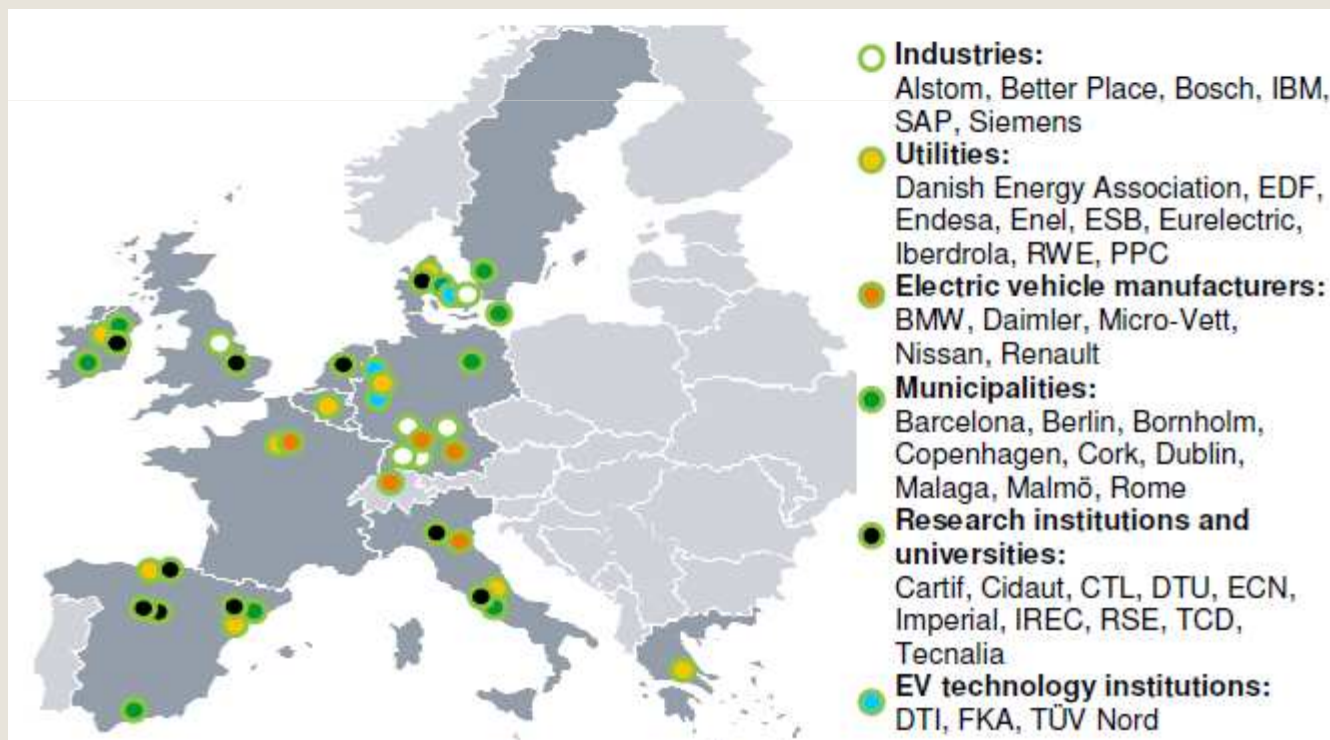 Industries:
Alstom, Better Place, Bosch, IBM,
SAP, Siemens
Utilities:
Danish Energy Association, EDF,
Endesa, Enel, ESB, Eurelectric,
Iberdrola, RWE, PPC
Electric vehicle manufacturers:
BMW, Daimler, Micro-Vett,
Nissan, Renault
Municipalities:
Barcelona, Berlin, Bornholm,
Copenhagen, Cork, Dublin,
Malaga, Malmö, Rome
Research institutions and
universities:
Cartif, Cidaut, CTL, DTU, ECN,
Imperial, IREC, RSE, TCD,
Tecnalia
EV technology institutions:
DTI, FKA, TÜV Nord